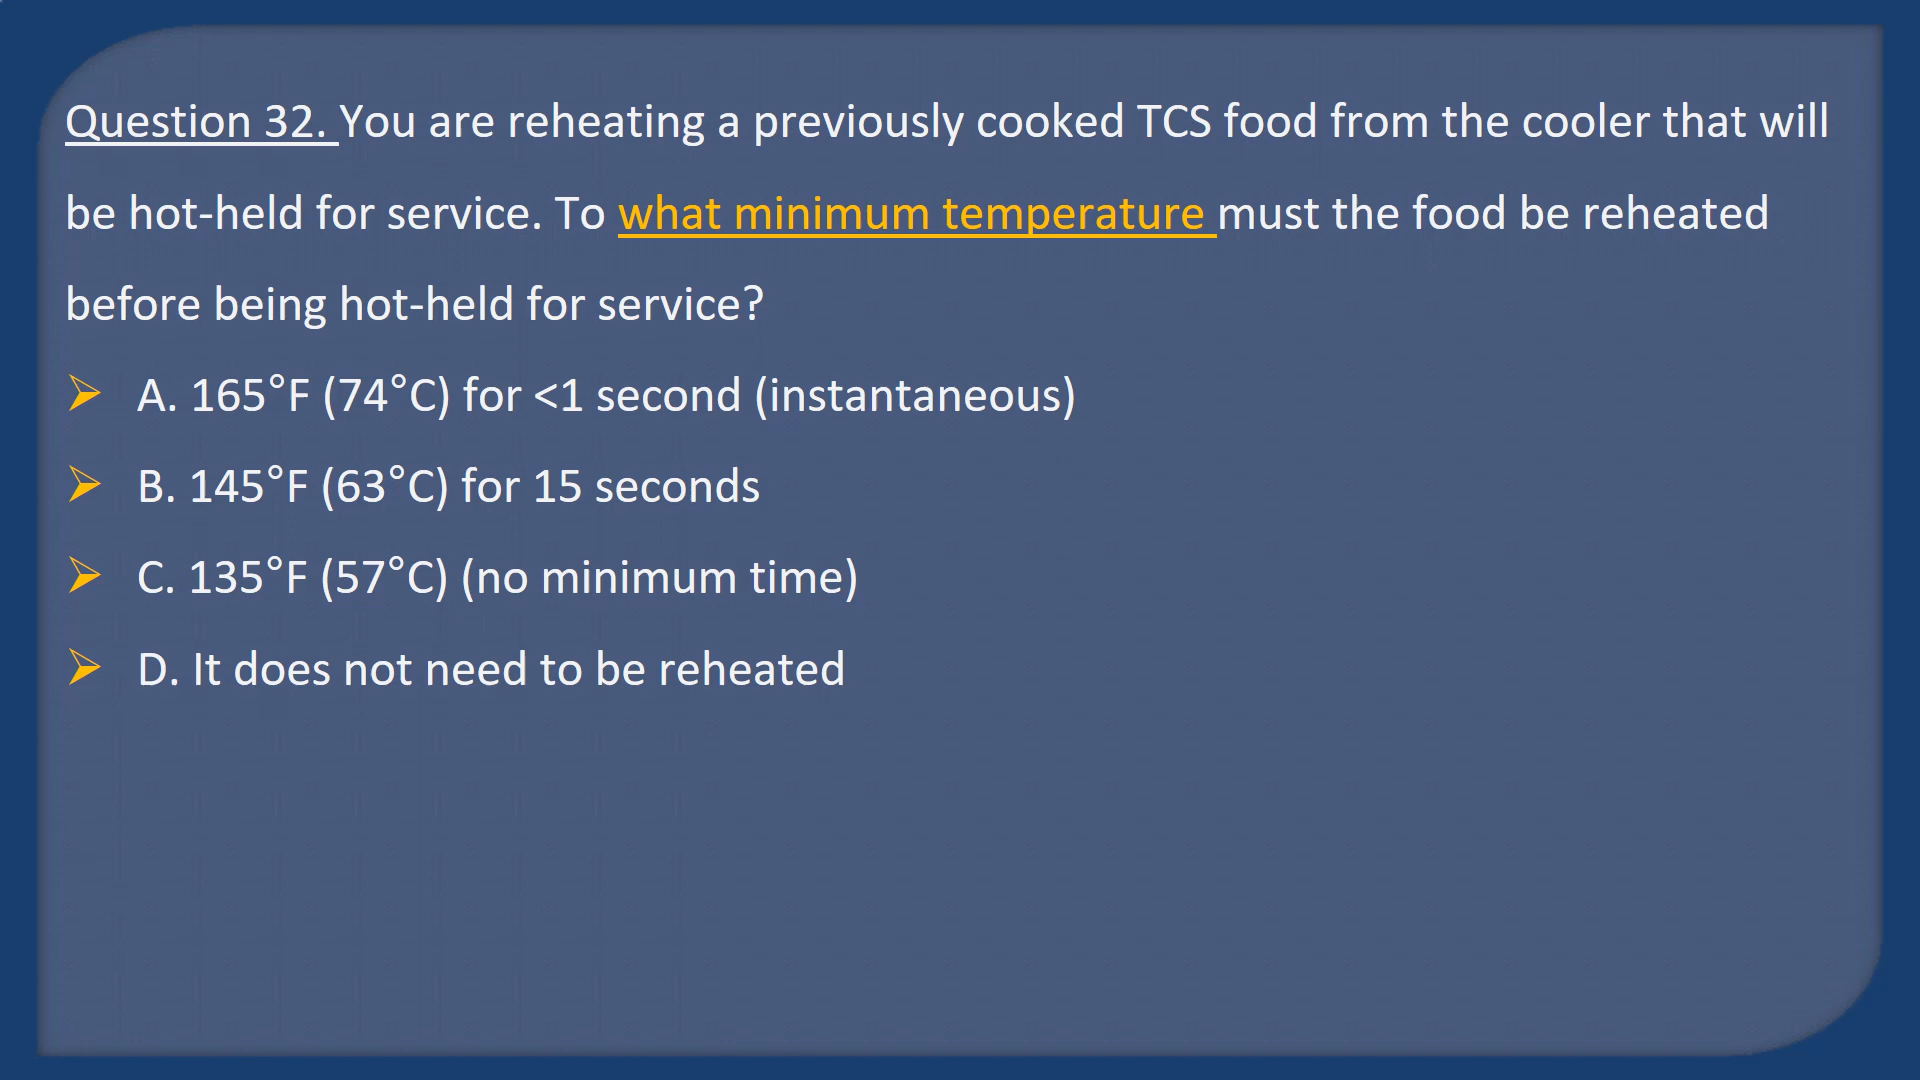 Question 32. You are reheating a previously cooked TCS food from the cooler that will
be hot-held for service. To what minimum temperature must the food be reheated
before being hot-held for service?
A. 165°F (74°C) for <1 second (instantaneous)
B. 145°F (63°C) for 15 seconds
C. 135°F (57°C) (no minimum time)
D. It does not need to be reheated